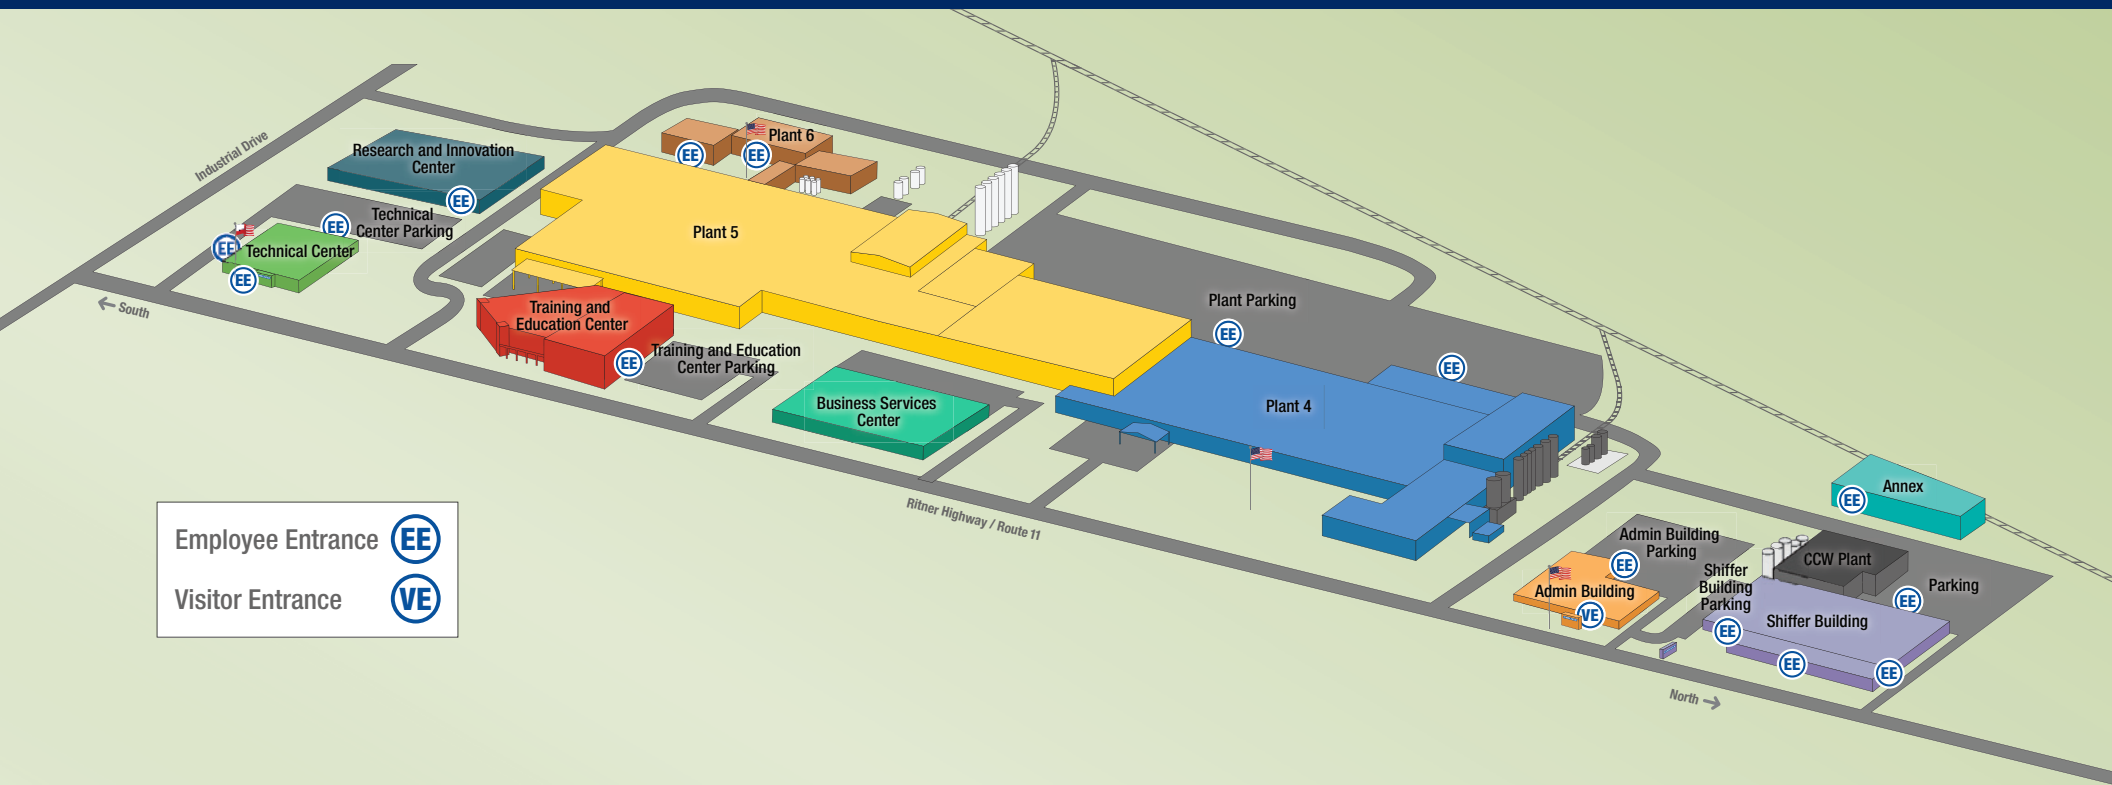 Plant 6
EE
EE
Industrial Drive
Research and Innovation
Center
EE
Technical
Center Parking
EE
EE
Technical Center
EE
Plant 5
← South
Training and
Education Center
EE
Training and Education
Center Parking
Plant Parking
EE
EE
Business Services
Center
Plant 4
Ritner Highway / Route 11
Employee Entrance EE
Visitor Entrance VE
Annex
EE
Admin Building
Parking
EE
Admin Building
VE
Shiffer
Building
Parking
CCW Plant
Parking
EE
Shiffer Building
EE
EE
EE
North →